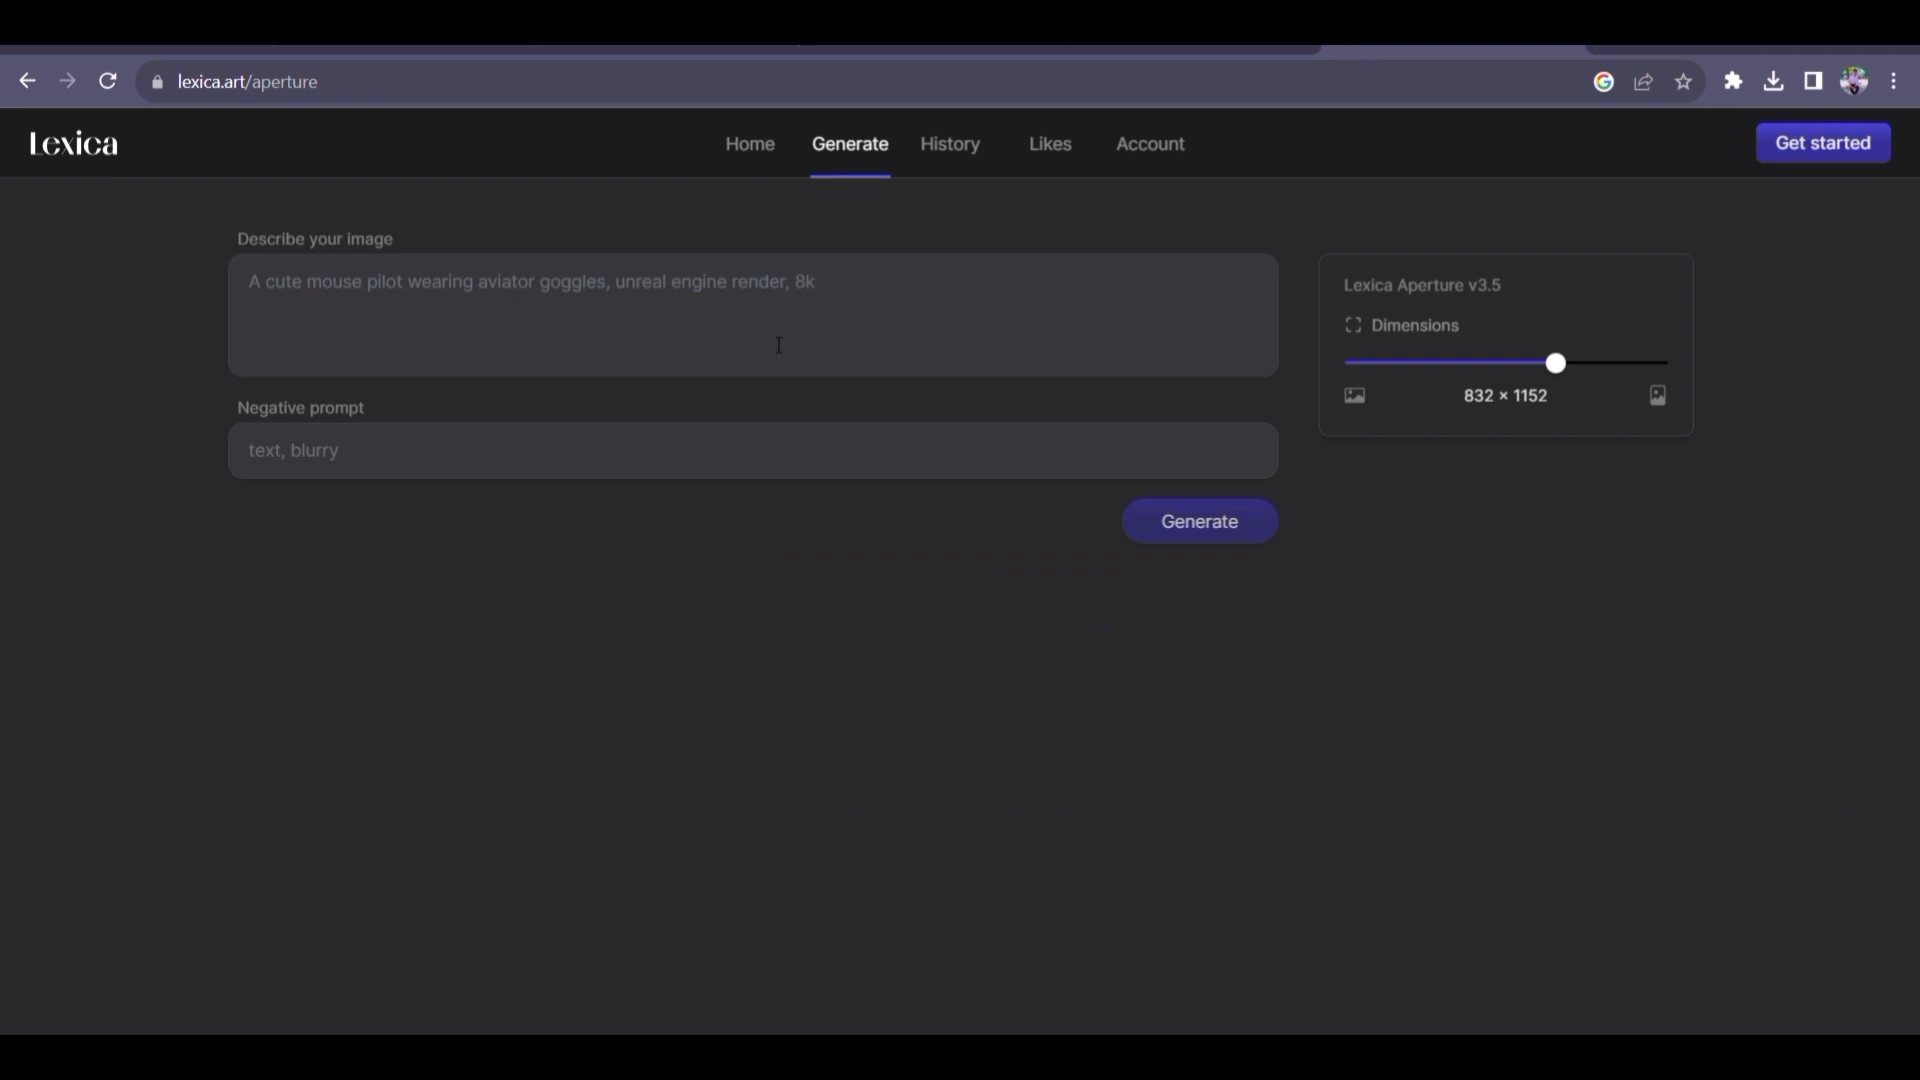 lexica.art/aperture
Lexica
Home Generate History Likes Account
Get started
Describe your image
A cute mouse pilot wearing aviator goggles, unreal engine render, 8k
Negative prompt
text, blurry
Generate
Lexica Aperture v3.5
Dimensions
832 × 1152